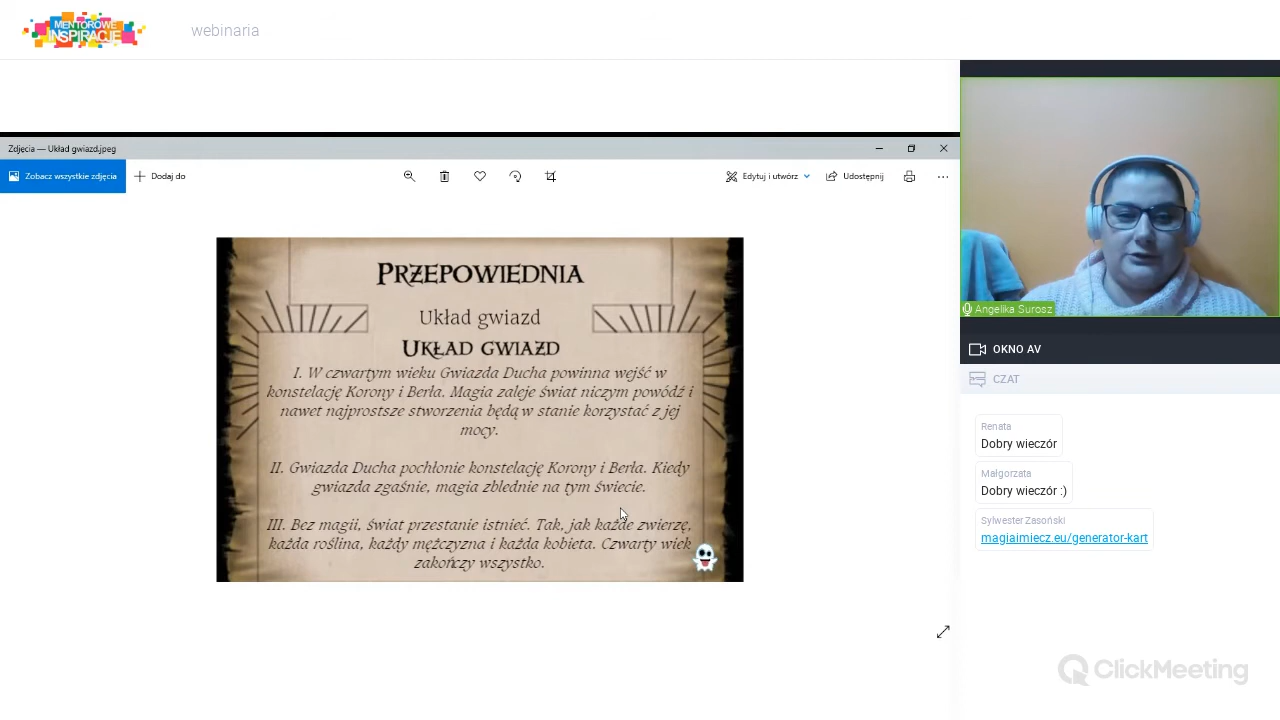 MENTOROWE
INSPIRACJE
webinaria
Zdjęcia — Układ gwiazd.jpeg
Zobacz wszystkie zdjęcia
Dodaj do
Edytuj i utwórz
Udostępnij
PRZEPOWIEDNIA
Układ gwiazd
UKŁAD GWIAZD
I. W czwartym wieku Gwiazda Ducha powinna wejść w
konstelację Korony i Berła. Magia zaleje świat niczym powódź i
nawet najprostsze stworzenia będą w stanie korzystać z jej
mocy.
II. Gwiazda Ducha pochłonie konstelację Korony i Berła. Kiedy
gwiazda zgaśnie, magia zblednie na tym świecie.
III. Bez magii, świat przestanie istnieć. Tak, jak każde zwierzę,
każda roślina, każdy mężczyzna i każda kobieta. Czwarty wiek
zakończy wszystko.
Angelika Surosz
OKNO AV
CZAT
Renata
Dobry wieczór
Małgorzata
Dobry wieczór :)
Sylwester Zasoński
magiaimiecz.eu/generator-kart
ClickMeeting